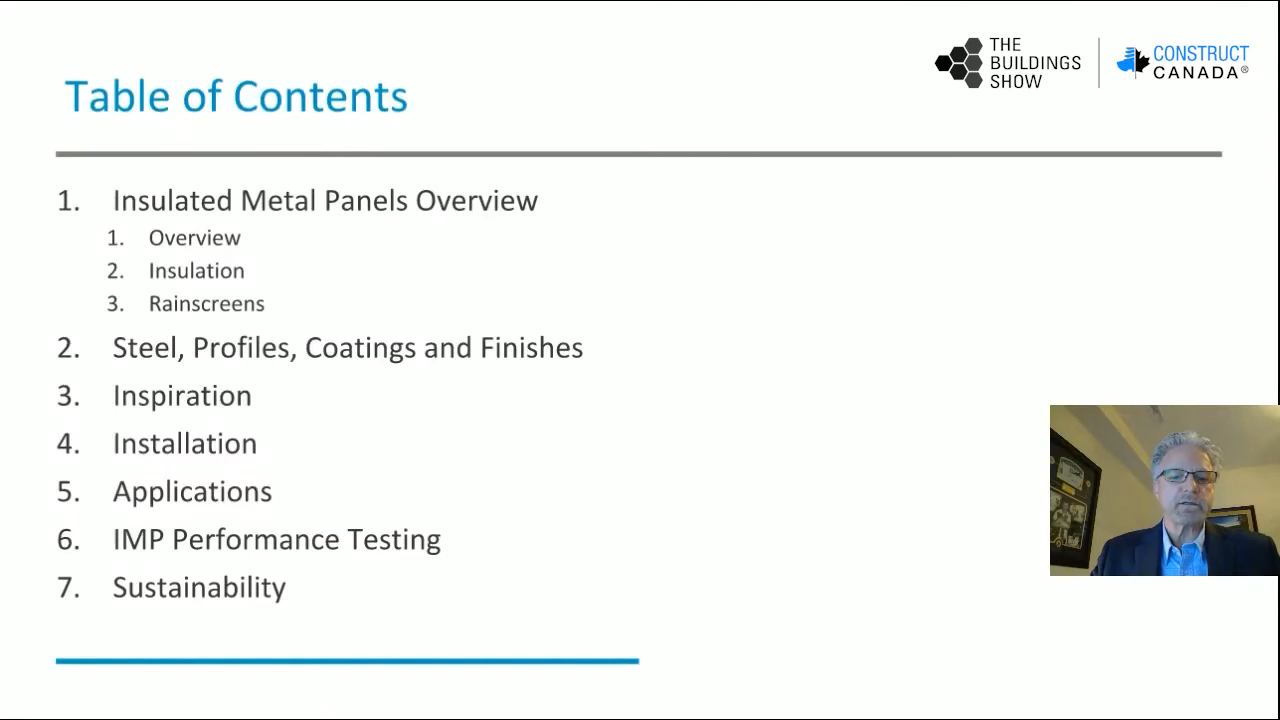 Table of Contents
THE
BUILDINGS
SHOW
CONSTRUCT
CANADA®
1. Insulated Metal Panels Overview
1. Overview
2. Insulation
3. Rainscreens
2. Steel, Profiles, Coatings and Finishes
3. Inspiration
4. Installation
5. Applications
6. IMP Performance Testing
7. Sustainability